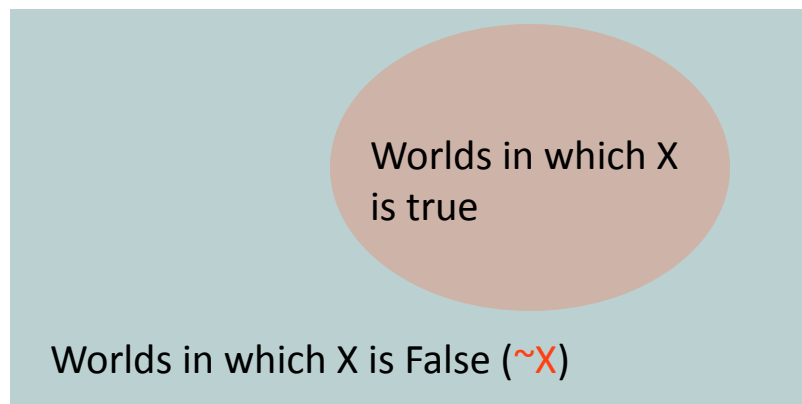 Worlds in which X
is true
Worlds in which X is False (~X)